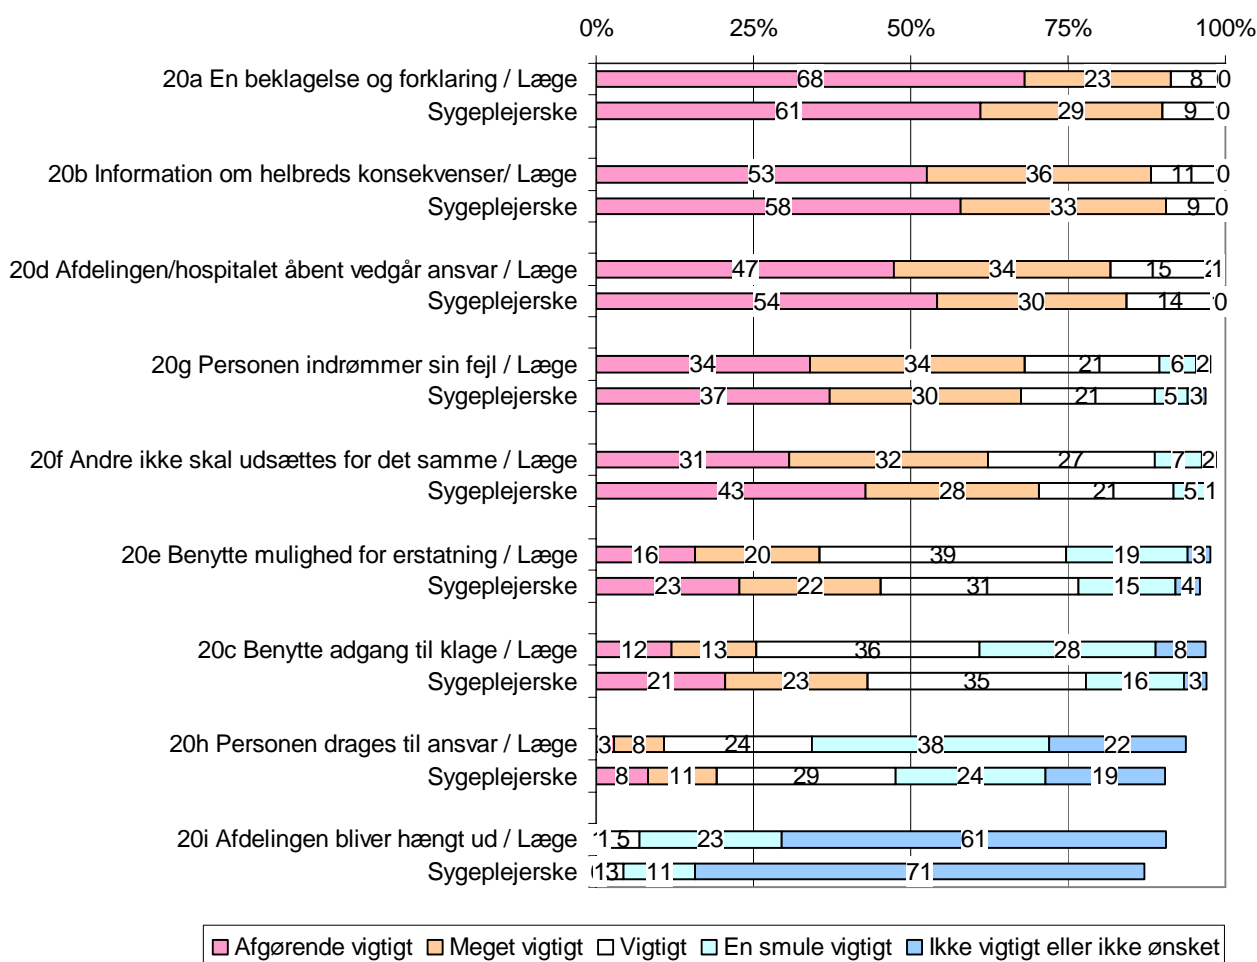 0% 25% 50% 75% 100%
20a En beklagelse og forklaring / Læge 68 23 8 0
Sygeplejerske 61 29 9 0
20b Information om helbreds konsekvenser/ Læge 53 36 11 0
Sygeplejerske 58 33 9 0
20d Afdelingen/hospitalet åbent vedgår ansvar / Læge 47 34 15 2 1
Sygeplejerske 54 30 14 0
20g Personen indrømmer sin fejl / Læge 34 34 21 6 2
Sygeplejerske 37 30 21 5 3
20f Andre ikke skal udsættes for det samme / Læge 31 32 27 7 2
Sygeplejerske 43 28 21 5 1
20e Benytte mulighed for erstatning / Læge 16 20 39 19 3
Sygeplejerske 23 22 31 15 4
20c Benytte adgang til klage / Læge 12 13 36 28 8
Sygeplejerske 21 23 35 16 3
20h Personen drages til ansvar / Læge 3 8 24 38 22
Sygeplejerske 8 11 29 24 19
20i Afdelingen bliver hængt ud / Læge 1 5 23 61
Sygeplejerske 1 3 11 71
Afgørende vigtigt Meget vigtigt Vigtigt En smule vigtigt Ikke vigtigt eller ikke ønsket